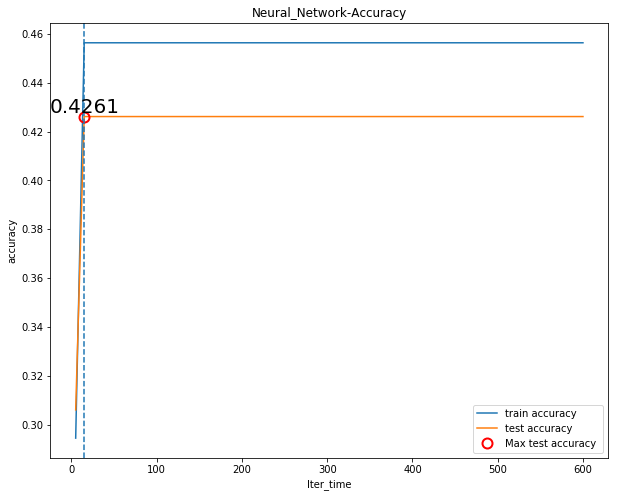 Neural_Network-Accuracy
0.46
0.44
0.4261
0.42
0.40
0.38
accuracy
0.36
0.34
0.32
0.30
train accuracy
test accuracy
Max test accuracy
0 100 200 300 400 500 600
Iter_time